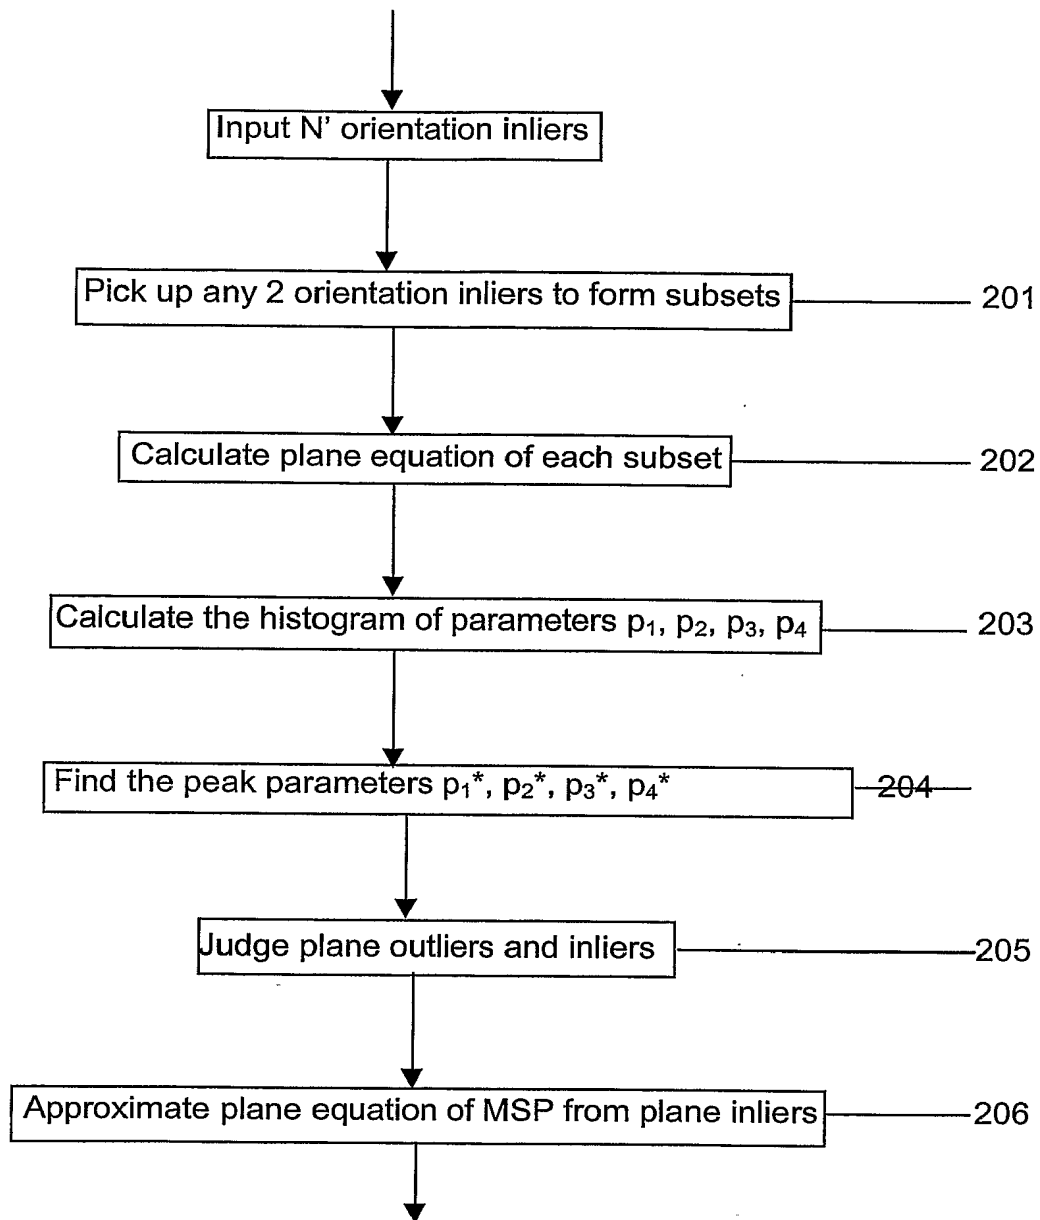 Input N' orientation inliers
Pick up any 2 orientation inliers to form subsets
201
Calculate plane equation of each subset
202
Calculate the histogram of parameters p₁, p₂, p₃, p₄
203
Find the peak parameters p₁*, p₂*, p₃*, p₄*
204
Judge plane outliers and inliers
205
Approximate plane equation of MSP from plane inliers
206